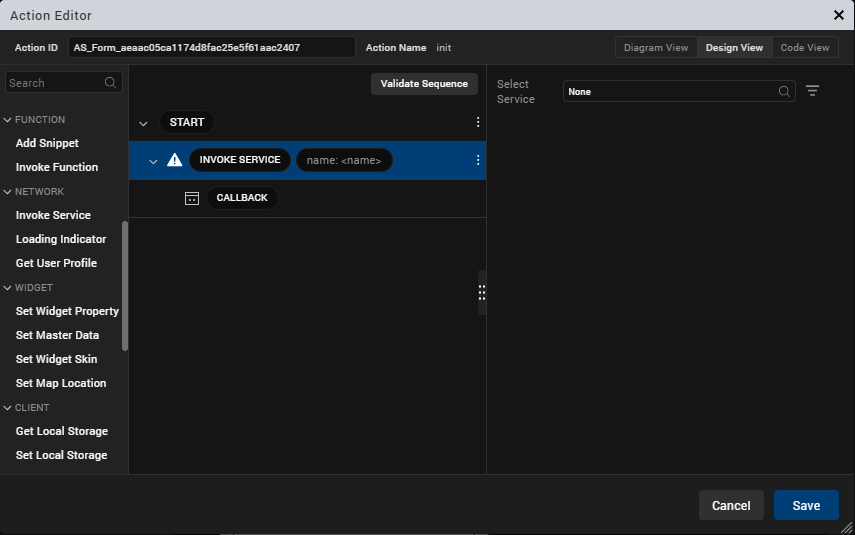 Action Editor
Action ID AS_Form_aeaac05ca1174d8fac25e5f61aac2407 Action Name init Diagram View Design View Code View
Search
Validate Sequence
Select Service
None
FUNCTION
Add Snippet
Invoke Function
NETWORK
Invoke Service
Loading Indicator
Get User Profile
WIDGET
Set Widget Property
Set Master Data
Set Widget Skin
Set Map Location
CLIENT
Get Local Storage
Set Local Storage
START
INVOKE SERVICE name: <name>
CALLBACK
Cancel Save